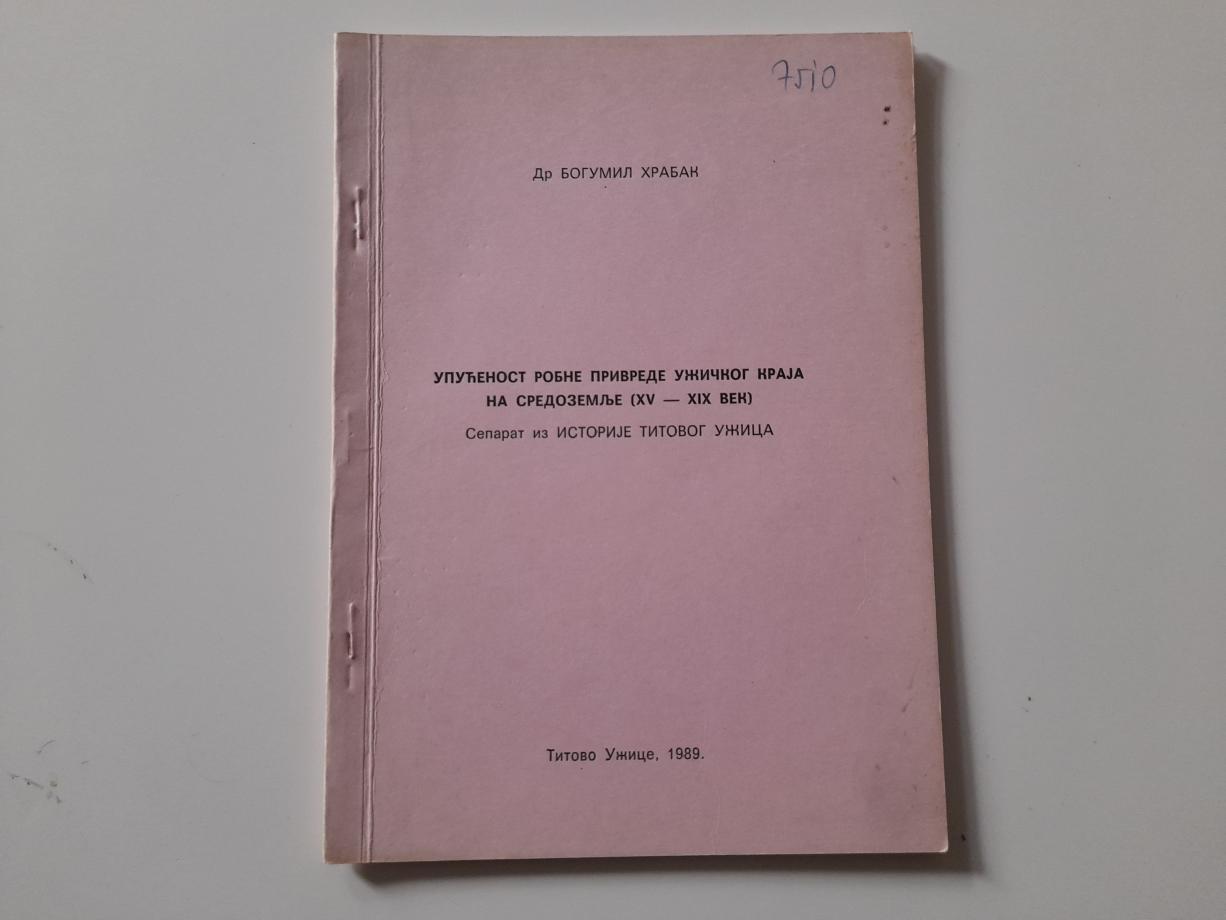 7510
Др БОГУМИЛ ХРАБАК
УПУЋЕНОСТ РОБНЕ ПРИВРЕДЕ УЖИЧКОГ КРАЈА
НА СРЕДОЗЕМЉЕ (XV — XIX ВЕК)
Сепарат из ИСТОРИЈЕ ТИТОВОГ УЖИЦА
Титово Ужице, 1989.